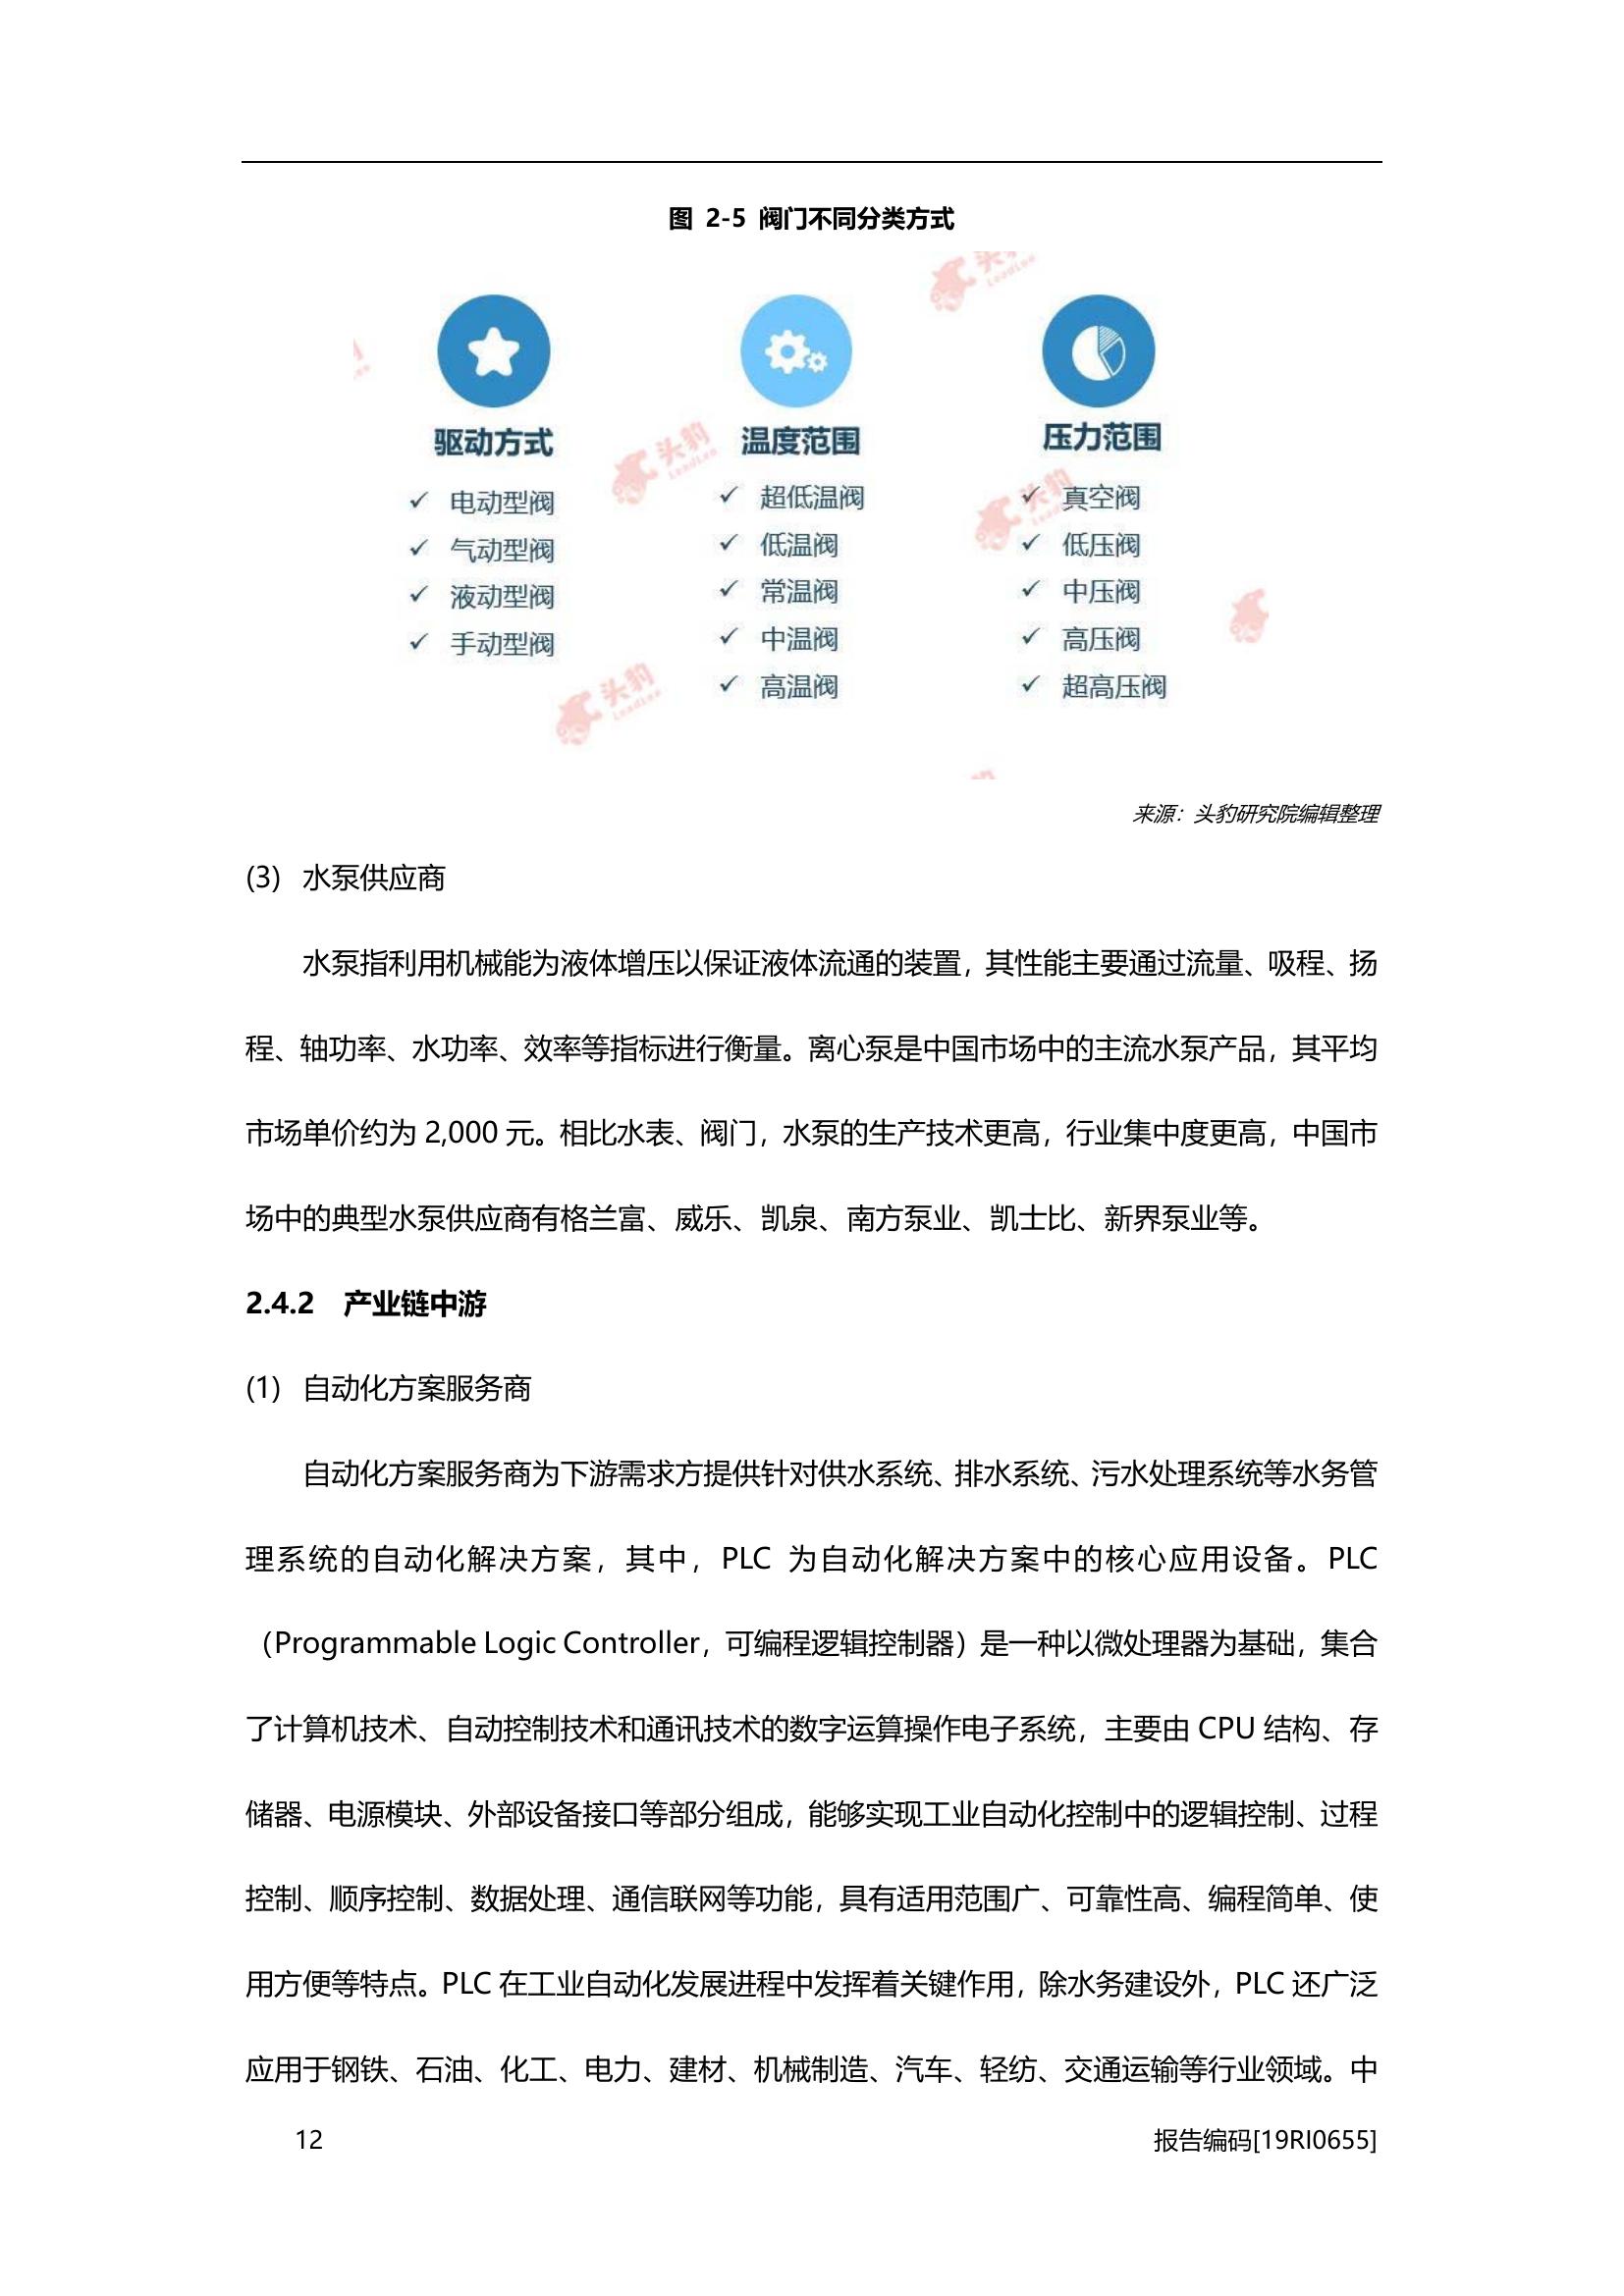 图 2-5 阀门不同分类方式
头豹
LeadLeo
驱动方式
电动型阀
气动型阀
液动型阀
手动型阀
温度范围
超低温阀
低温阀
常温阀
中温阀
高温阀
压力范围
真空阀
低压阀
中压阀
高压阀
超高压阀
头豹
LeadLeo
头豹
头豹
LeadLeo
来源：头豹研究院编辑整理
(3) 水泵供应商
水泵指利用机械能为液体增压以保证液体流通的装置，其性能主要通过流量、吸程、扬
程、轴功率、水功率、效率等指标进行衡量。离心泵是中国市场中的主流水泵产品，其平均
市场单价约为 2,000 元。相比水表、阀门，水泵的生产技术更高，行业集中度更高，中国市
场中的典型水泵供应商有格兰富、威乐、凯泉、南方泵业、凯士比、新界泵业等。
2.4.2 产业链中游
(1) 自动化方案服务商
自动化方案服务商为下游需求方提供针对供水系统、排水系统、污水处理系统等水务管
理系统的自动化解决方案，其中，PLC 为自动化解决方案中的核心应用设备。PLC
（Programmable Logic Controller，可编程逻辑控制器）是一种以微处理器为基础，集合
了计算机技术、自动控制技术和通讯技术的数字运算操作电子系统，主要由 CPU 结构、存
储器、电源模块、外部设备接口等部分组成，能够实现工业自动化控制中的逻辑控制、过程
控制、顺序控制、数据处理、通信联网等功能，具有适用范围广、可靠性高、编程简单、使
用方便等特点。PLC 在工业自动化发展进程中发挥着关键作用，除水务建设外，PLC 还广泛
应用于钢铁、石油、化工、电力、建材、机械制造、汽车、轻纺、交通运输等行业领域。中
12
报告编码[19RI0655]